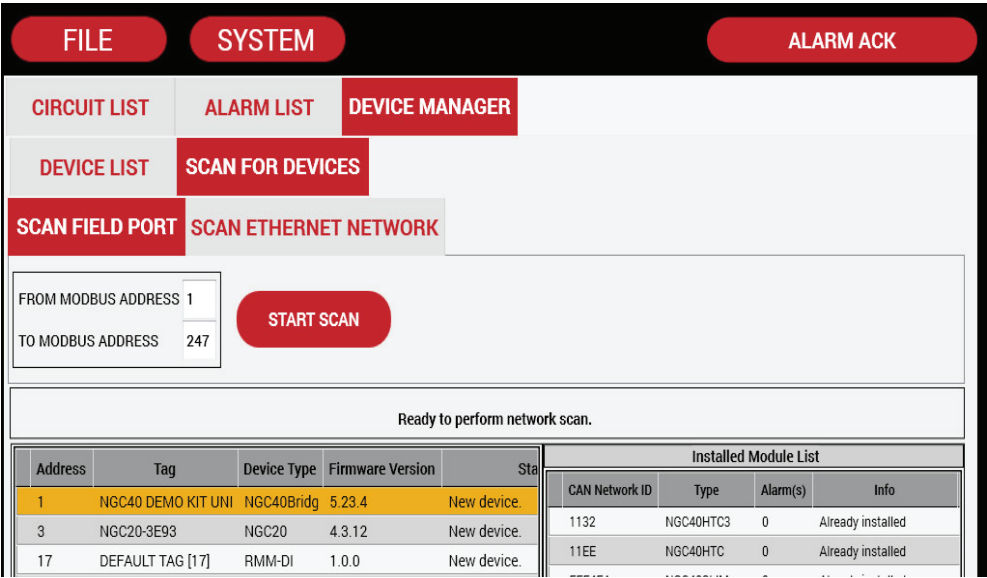 FILE SYSTEM ALARM ACK
CIRCUIT LIST ALARM LIST DEVICE MANAGER
DEVICE LIST SCAN FOR DEVICES
SCAN FIELD PORT SCAN ETHERNET NETWORK
FROM MODBUS ADDRESS 1
START SCAN
TO MODBUS ADDRESS 247
Ready to perform network scan.
Installed Module List
Address Tag Device Type Firmware Version Sta
CAN Network ID Type Alarm(s) Info
1 NGC40 DEMO KIT UNI NGC40Bridg 5.23.4 New device.
1132 NGC40HTC3 0 Already installed
3 NGC20-3E93 NGC20 4.3.12 New device.
11EE NGC40HTC 0 Already installed
17 DEFAULT TAG [17] RMM-DI 1.0.0 New device.